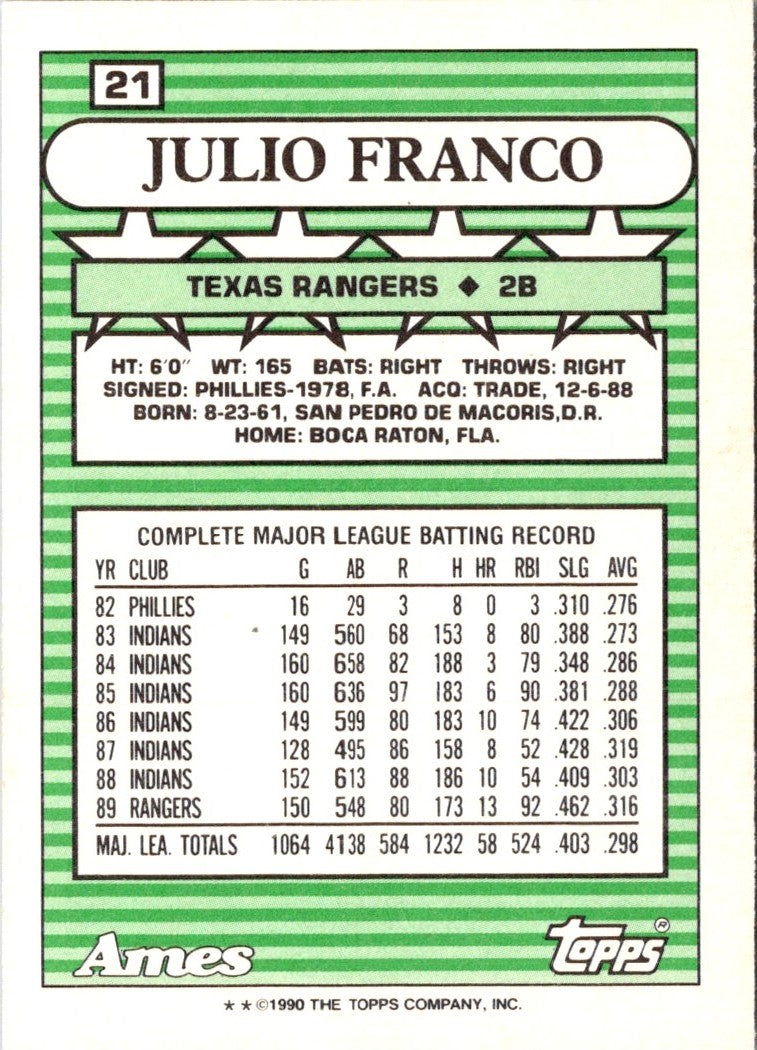 21
JULIO FRANCO
TEXAS RANGERS ◆ 2B
HT: 6'0" WT: 165 BATS: RIGHT THROWS: RIGHT
SIGNED: PHILLIES-1978, F.A. ACQ: TRADE, 12-6-88
BORN: 8-23-61, SAN PEDRO DE MACORIS,D.R.
HOME: BOCA RATON, FLA.
COMPLETE MAJOR LEAGUE BATTING RECORD
YR CLUB G AB R H HR RBI SLG AVG
82 PHILLIES 16 29 3 8 0 3 .310 .276
83 INDIANS 149 560 68 153 8 80 .388 .273
84 INDIANS 160 658 82 188 3 79 .348 .286
85 INDIANS 160 636 97 183 6 90 .381 .288
86 INDIANS 149 599 80 183 10 74 .422 .306
87 INDIANS 128 495 86 158 8 52 .428 .319
88 INDIANS 152 613 88 186 10 54 .409 .303
89 RANGERS 150 548 80 173 13 92 .462 .316
MAJ. LEA. TOTALS 1064 4138 584 1232 58 524 .403 .298
Ames
Topps ®
* * ©1990 THE TOPPS COMPANY, INC.